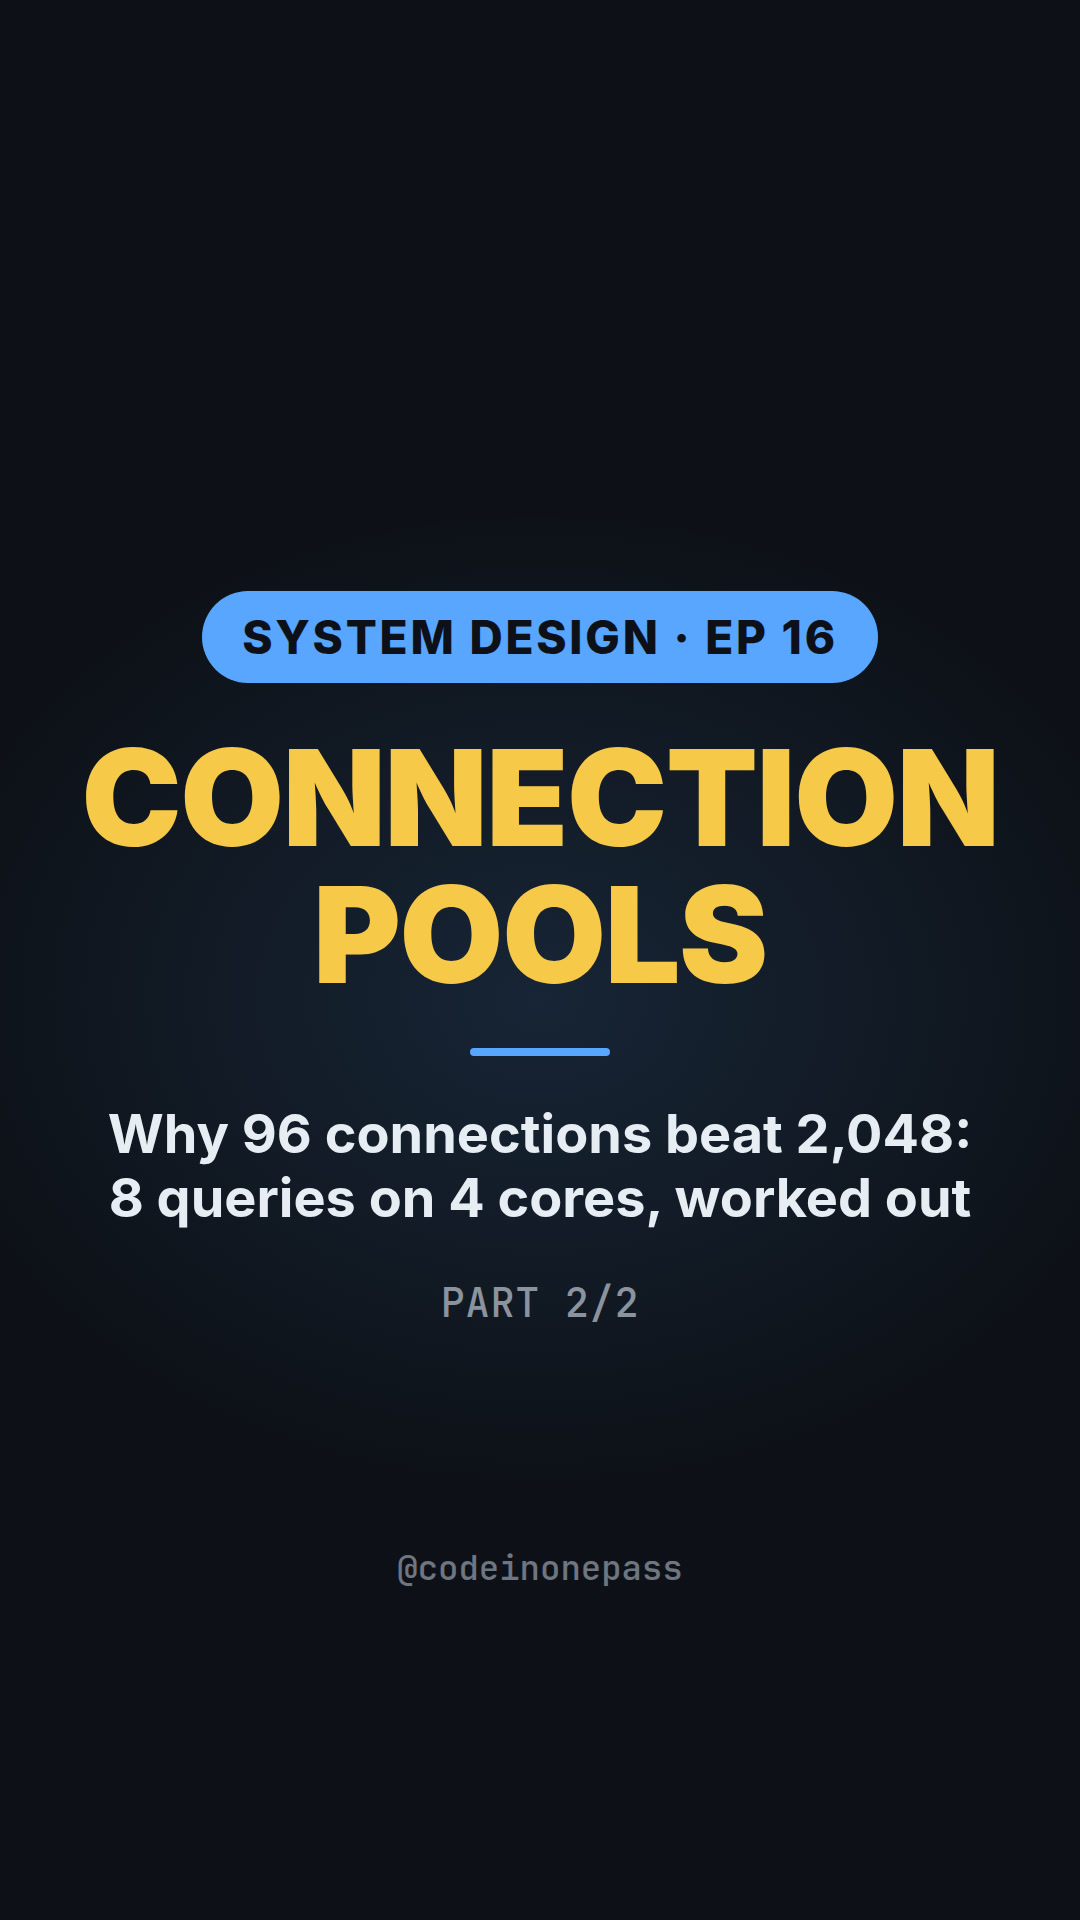 SYSTEM DESIGN · EP 16
CONNECTION
POOLS
Why 96 connections beat 2,048:
8 queries on 4 cores, worked out
PART 2/2
@codeinonepass